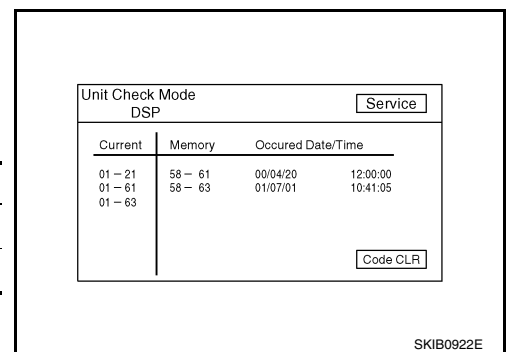 Unit Check Mode
DSP
Service
Current Memory Occured Date/Time
01 – 21 58 – 61 00/04/20 12:00:00
01 – 61 58 – 63 01/07/01 10:41:05
01 – 63
Code CLR
SKIB0922E